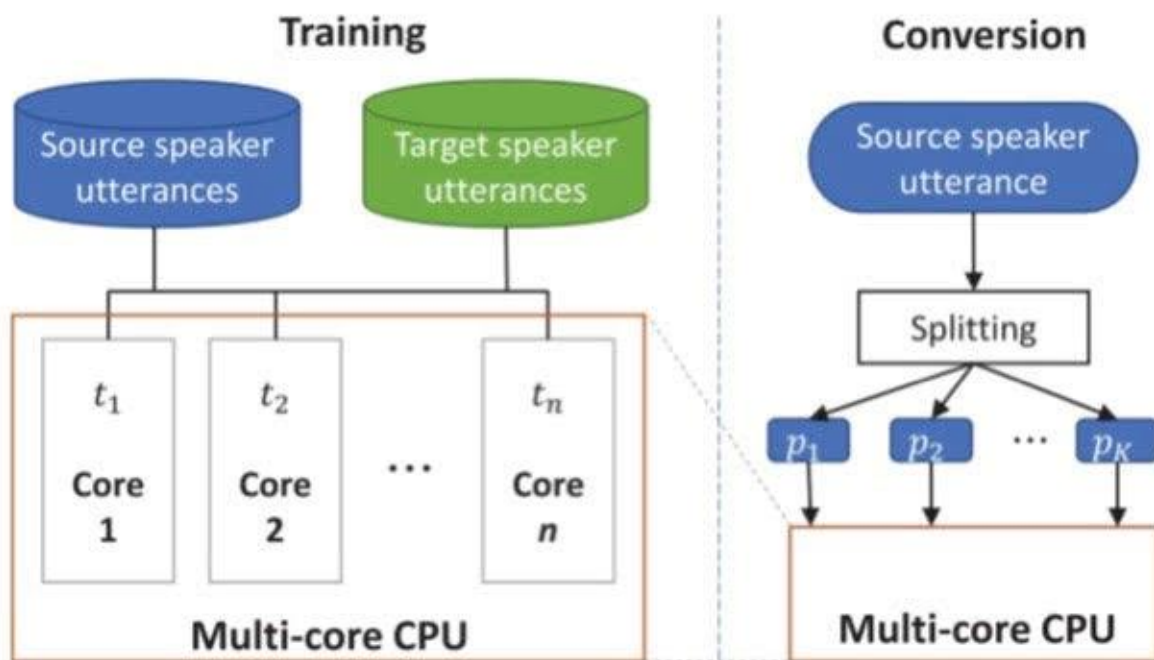 Training
Source speaker
utterances
Target speaker
utterances
t₁
Core
1
t₂
Core
2
...
tₙ
Core
n
Multi-core CPU
Conversion
Source speaker
utterance
Splitting
p₁
p₂
...
p_K
Multi-core CPU